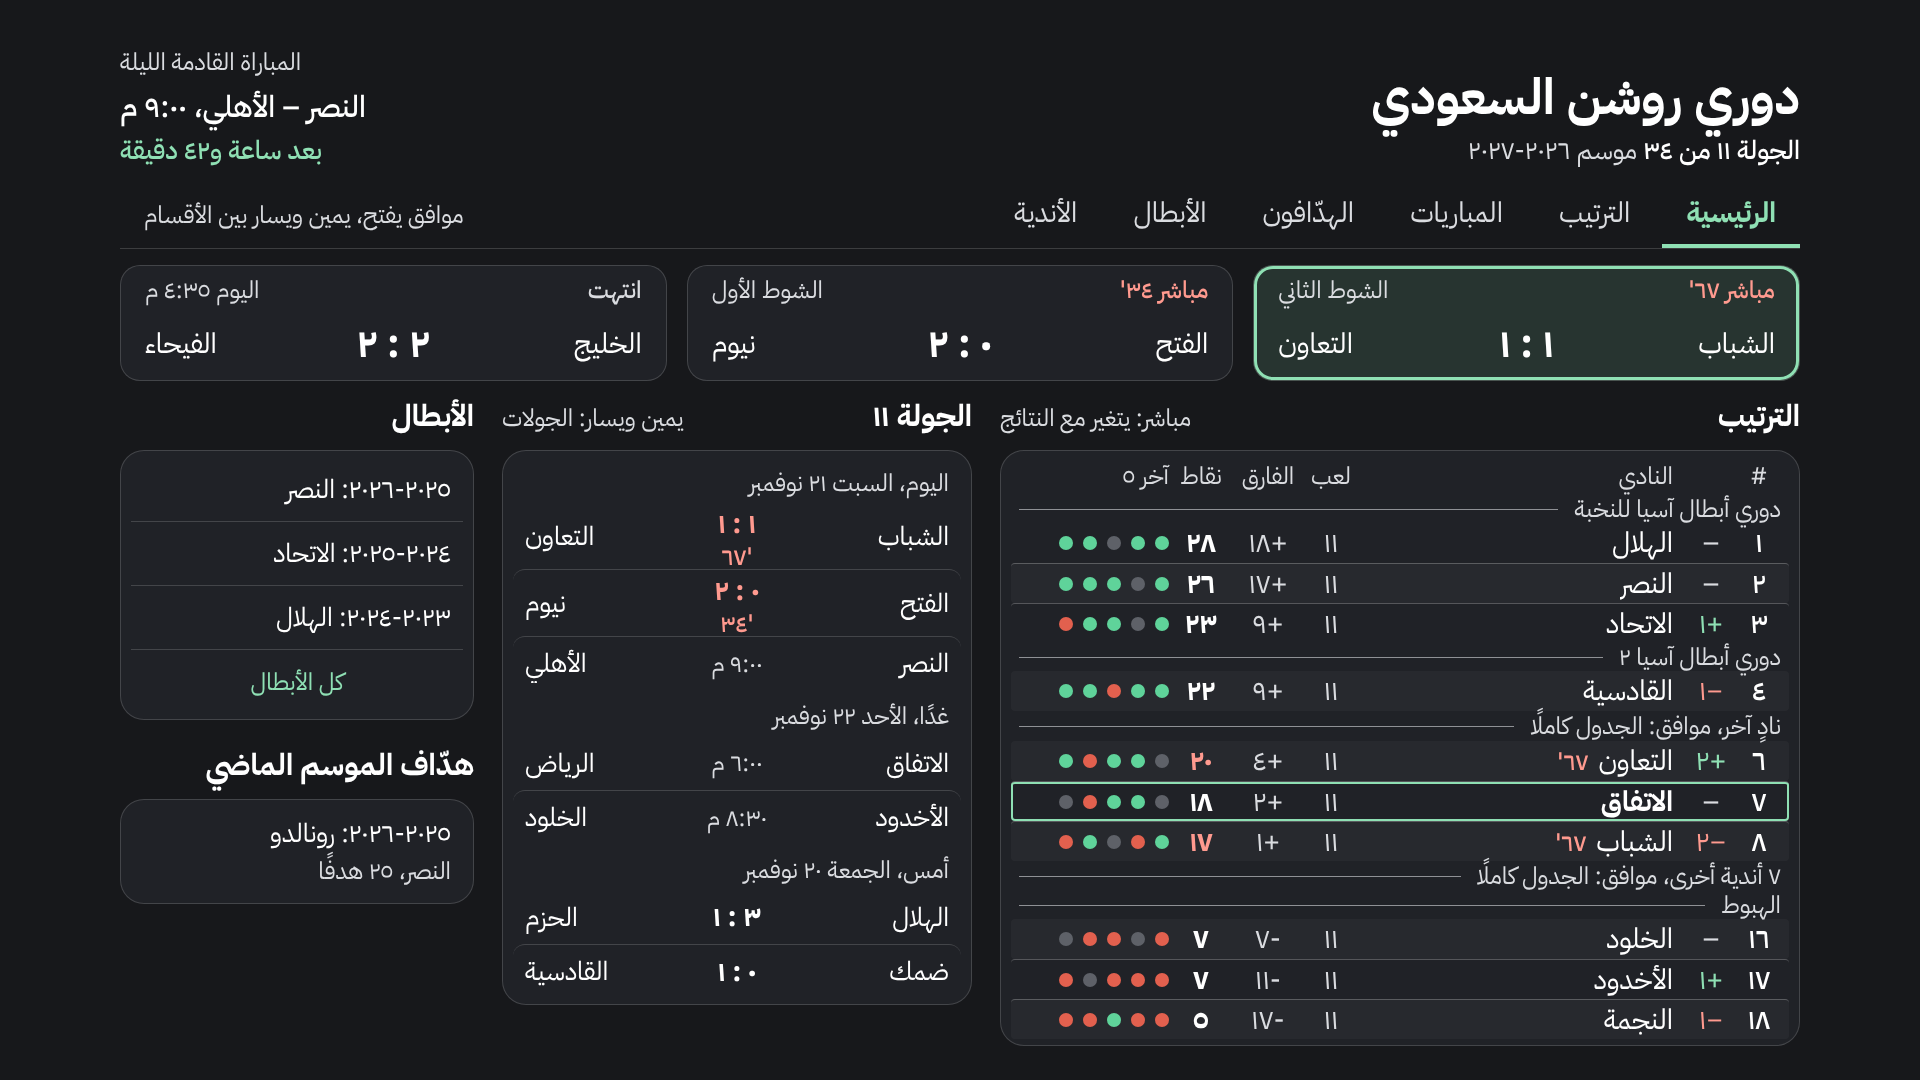 دوري روشن السعودي
الجولة ١١ من ٣٤ موسم ٢٠٢٦-٢٠٢٧
المباراة القادمة الليلة
النصر – الأهلي، ٩:٠٠ م
بعد ساعة و٤٢ دقيقة
الرئيسية الترتيب المباريات الهدّافون الأبطال الأندية
موافق يفتح، يمين ويسار بين الأقسام
مباشر ٦٧' الشوط الثاني
الشباب ١ : ١ التعاون
مباشر ٣٤' الشوط الأول
الفتح ٠ : ٢ نيوم
انتهت اليوم ٤:٣٥ م
الخليج ٢ : ٢ الفيحاء
الترتيب مباشر: يتغير مع النتائج
# النادي لعب الفارق نقاط آخر ٥
دوري أبطال آسيا للنخبة
١ – الهلال ١١ +١٨ ٢٨
٢ – النصر ١١ +١٧ ٢٦
٣ +١ الاتحاد ١١ +٩ ٢٣
دوري أبطال آسيا ٢
٤ –١ القادسية ١١ +٩ ٢٢
نادٍ آخر، موافق: الجدول كاملًا
٦ +٢ التعاون ٦٧' ١١ +٤ ٢٠
٧ – الاتفاق ١١ +٢ ١٨
٨ –٢ الشباب ٦٧' ١١ +١ ١٧
٧ أندية أخرى، موافق: الجدول كاملًا
الهبوط
١٦ – الخلود ١١ -٧ ٧
١٧ +١ الأخدود ١١ -١١ ٧
١٨ –١ النجمة ١١ -١٧ ٥
الجولة ١١ يمين ويسار: الجولات
اليوم، السبت ٢١ نوفمبر
الشباب ١ : ١ التعاون
٦٧'
الفتح ٠ : ٢ نيوم
٣٤'
النصر ٩:٠٠ م الأهلي
غدًا، الأحد ٢٢ نوفمبر
الاتفاق ٦:٠٠ م الرياض
الأخدود ٨:٣٠ م الخلود
أمس، الجمعة ٢٠ نوفمبر
الهلال ٣ : ١ الحزم
ضمك ٠ : ١ القادسية
الأبطال
٢٠٢٥-٢٠٢٦: النصر
٢٠٢٤-٢٠٢٥: الاتحاد
٢٠٢٣-٢٠٢٤: الهلال
كل الأبطال
هدّاف الموسم الماضي
٢٠٢٥-٢٠٢٦: رونالدو
النصر، ٢٥ هدفًا